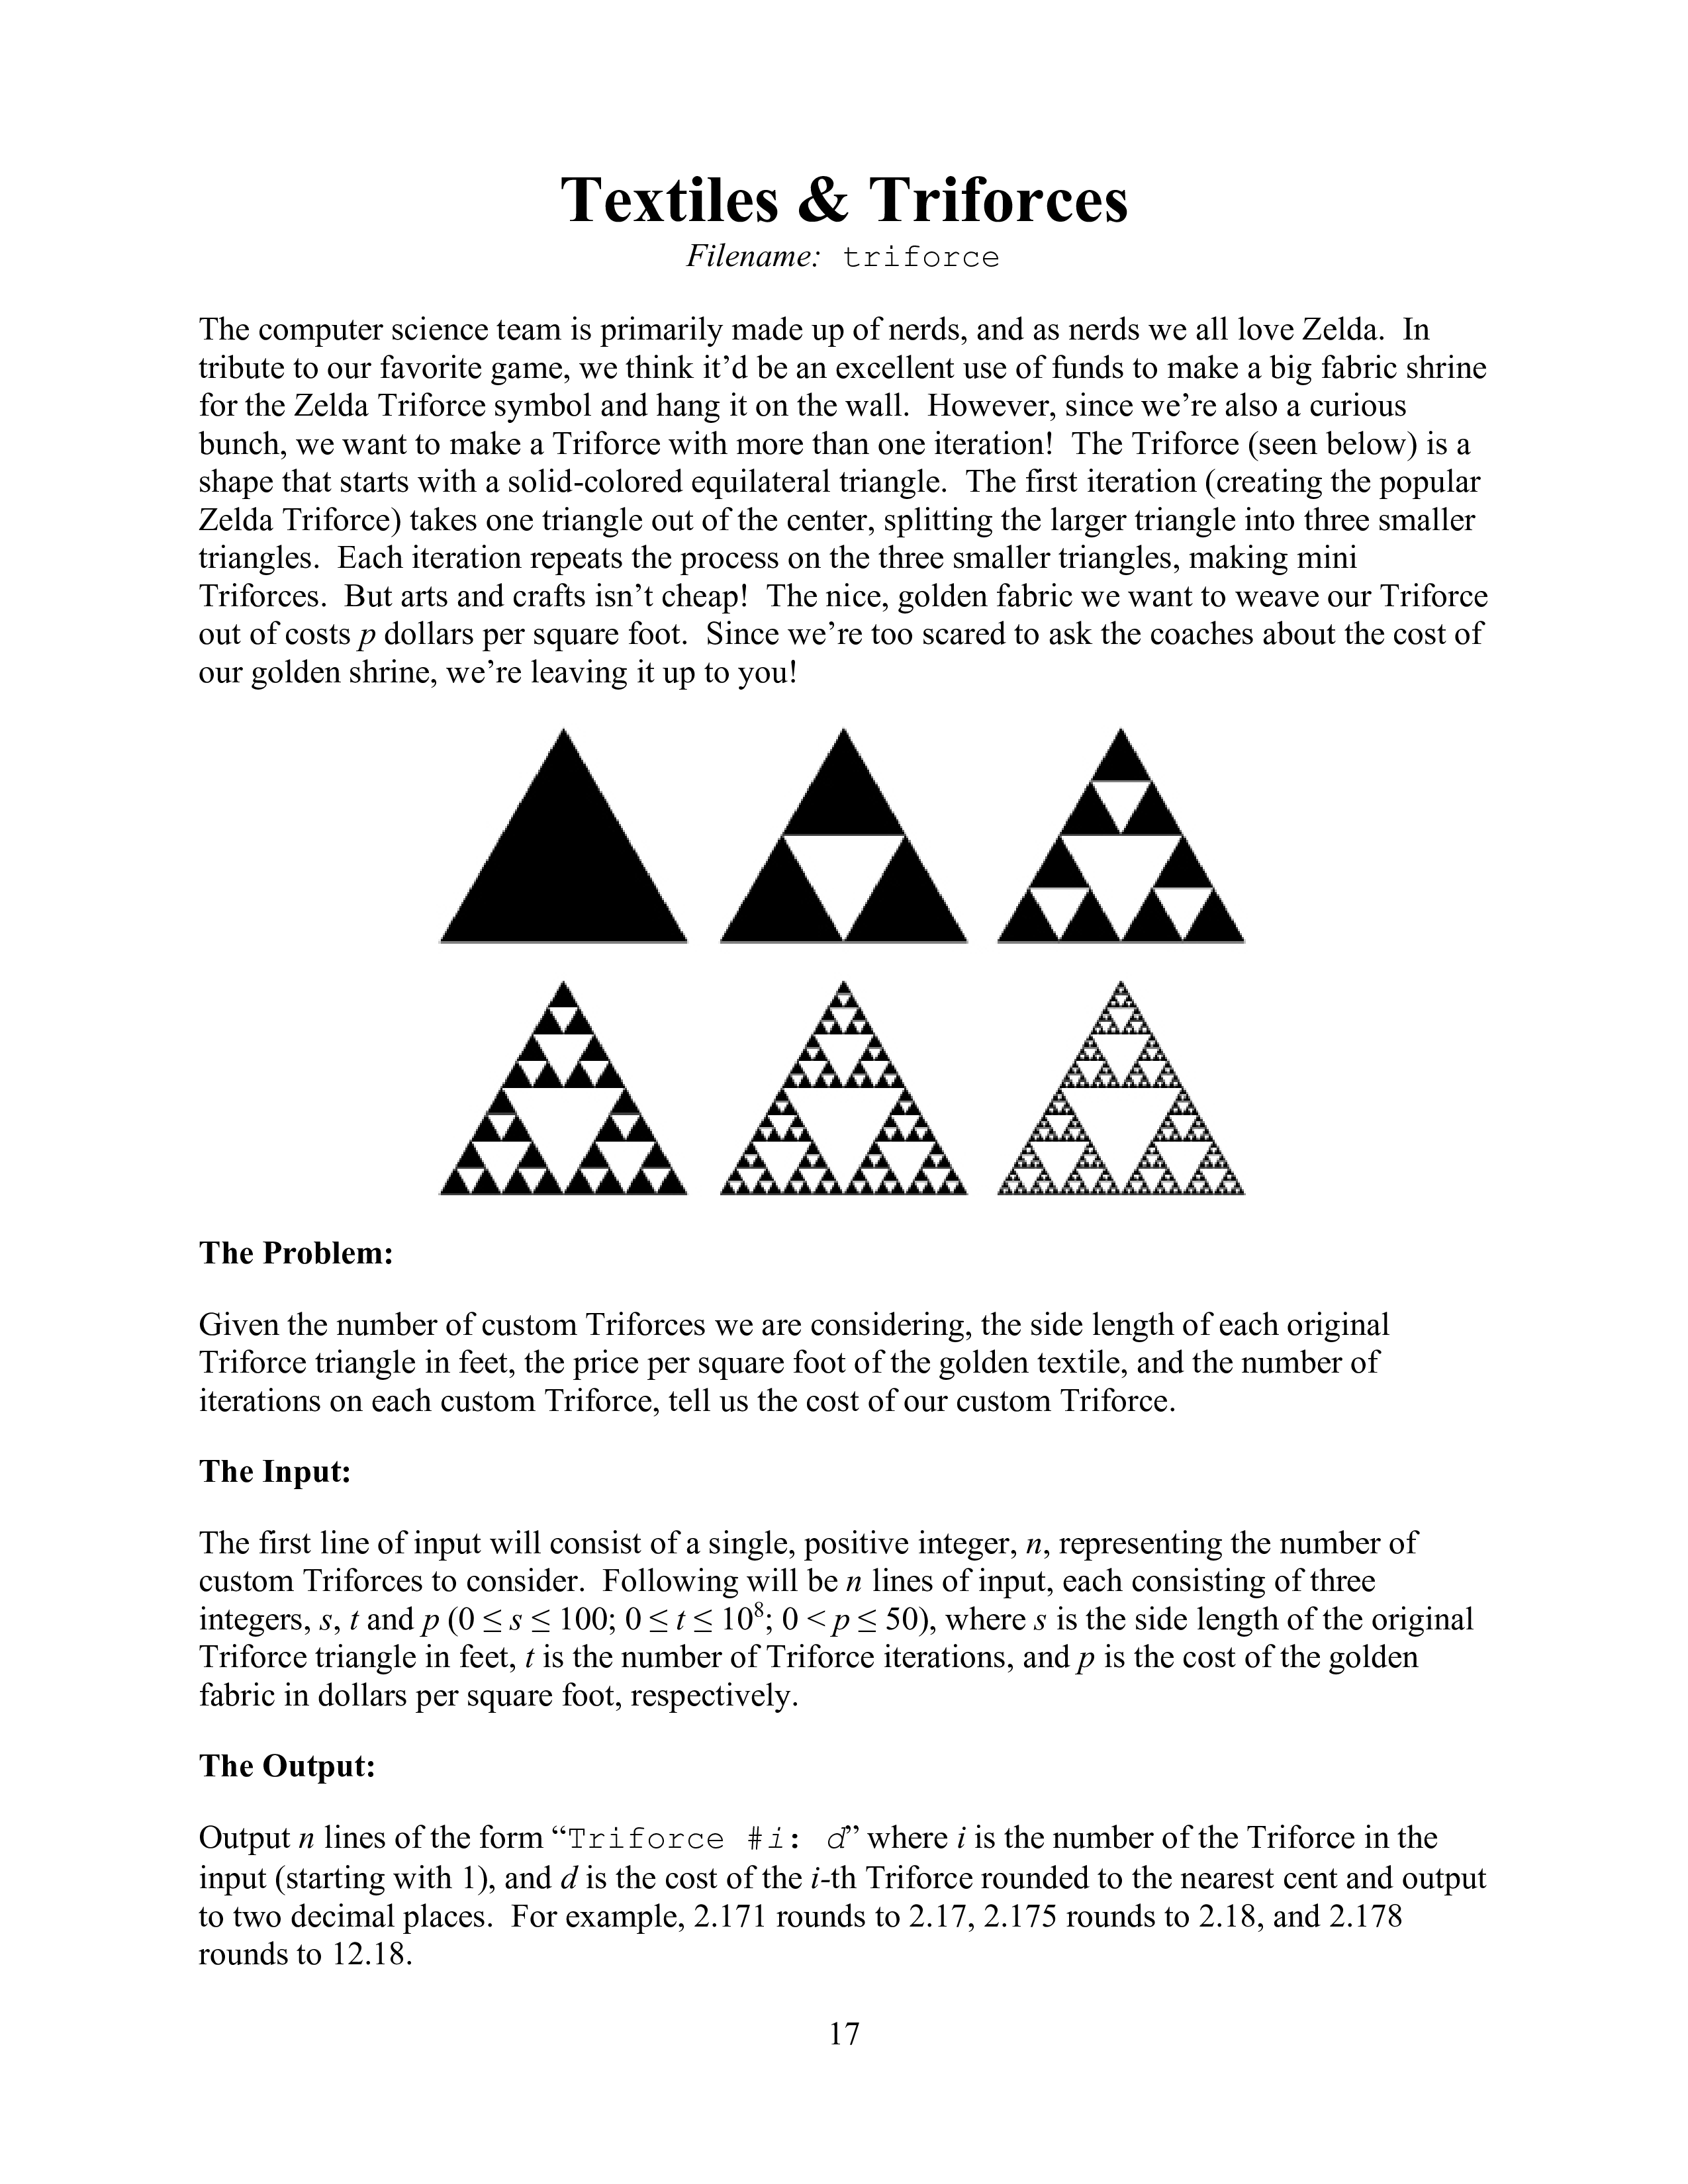 Textiles & Triforces
Filename: triforce
The computer science team is primarily made up of nerds, and as nerds we all love Zelda. In
tribute to our favorite game, we think it’d be an excellent use of funds to make a big fabric shrine
for the Zelda Triforce symbol and hang it on the wall. However, since we’re also a curious
bunch, we want to make a Triforce with more than one iteration! The Triforce (seen below) is a
shape that starts with a solid-colored equilateral triangle. The first iteration (creating the popular
Zelda Triforce) takes one triangle out of the center, splitting the larger triangle into three smaller
triangles. Each iteration repeats the process on the three smaller triangles, making mini
Triforces. But arts and crafts isn’t cheap! The nice, golden fabric we want to weave our Triforce
out of costs p dollars per square foot. Since we’re too scared to ask the coaches about the cost of
our golden shrine, we’re leaving it up to you!
The Problem:
Given the number of custom Triforces we are considering, the side length of each original
Triforce triangle in feet, the price per square foot of the golden textile, and the number of
iterations on each custom Triforce, tell us the cost of our custom Triforce.
The Input:
The first line of input will consist of a single, positive integer, n, representing the number of
custom Triforces to consider. Following will be n lines of input, each consisting of three
integers, s, t and p (0 ≤ s ≤ 100; 0 ≤ t ≤ 10⁸; 0 < p ≤ 50), where s is the side length of the original
Triforce triangle in feet, t is the number of Triforce iterations, and p is the cost of the golden
fabric in dollars per square foot, respectively.
The Output:
Output n lines of the form “Triforce #i: d” where i is the number of the Triforce in the
input (starting with 1), and d is the cost of the i-th Triforce rounded to the nearest cent and output
to two decimal places. For example, 2.171 rounds to 2.17, 2.175 rounds to 2.18, and 2.178
rounds to 12.18.
17